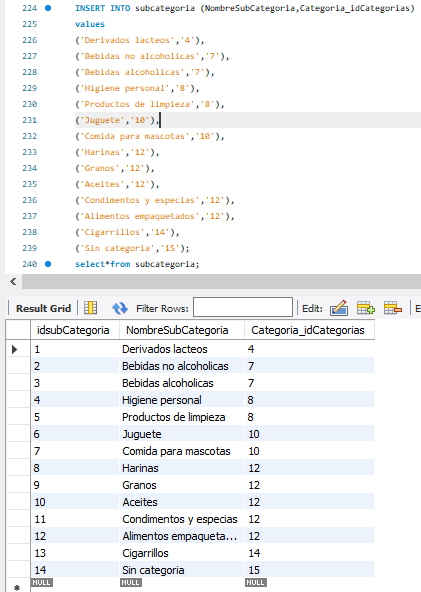 224 INSERT INTO subcategoria (NombreSubCategoria,Categoria_idCategorias)
225 values
226 ('Derivados lacteos','4'),
227 ('Bebidas no alcoholicas','7'),
228 ('Bebidas alcoholicas','7'),
229 ('Higiene personal','8'),
230 ('Productos de limpieza','8'),
231 ('Juguete','10'),
232 ('Comida para mascotas','10'),
233 ('Harinas','12'),
234 ('Granos','12'),
235 ('Aceites','12'),
236 ('Condimentos y especias','12'),
237 ('Alimentos empaquetados','12'),
238 ('Cigarrillos','14'),
239 ('Sin categoria','15');
240 select*from subcategoria;
Result Grid Filter Rows: Edit: E
idsubCategoria NombreSubCategoria Categoria_idCategorias
1 Derivados lacteos 4
2 Bebidas no alcoholicas 7
3 Bebidas alcoholicas 7
4 Higiene personal 8
5 Productos de limpieza 8
6 Juguete 10
7 Comida para mascotas 10
8 Harinas 12
9 Granos 12
10 Aceites 12
11 Condimentos y especias 12
12 Alimentos empaqueta... 12
13 Cigarrillos 14
14 Sin categoria 15
NULL NULL NULL